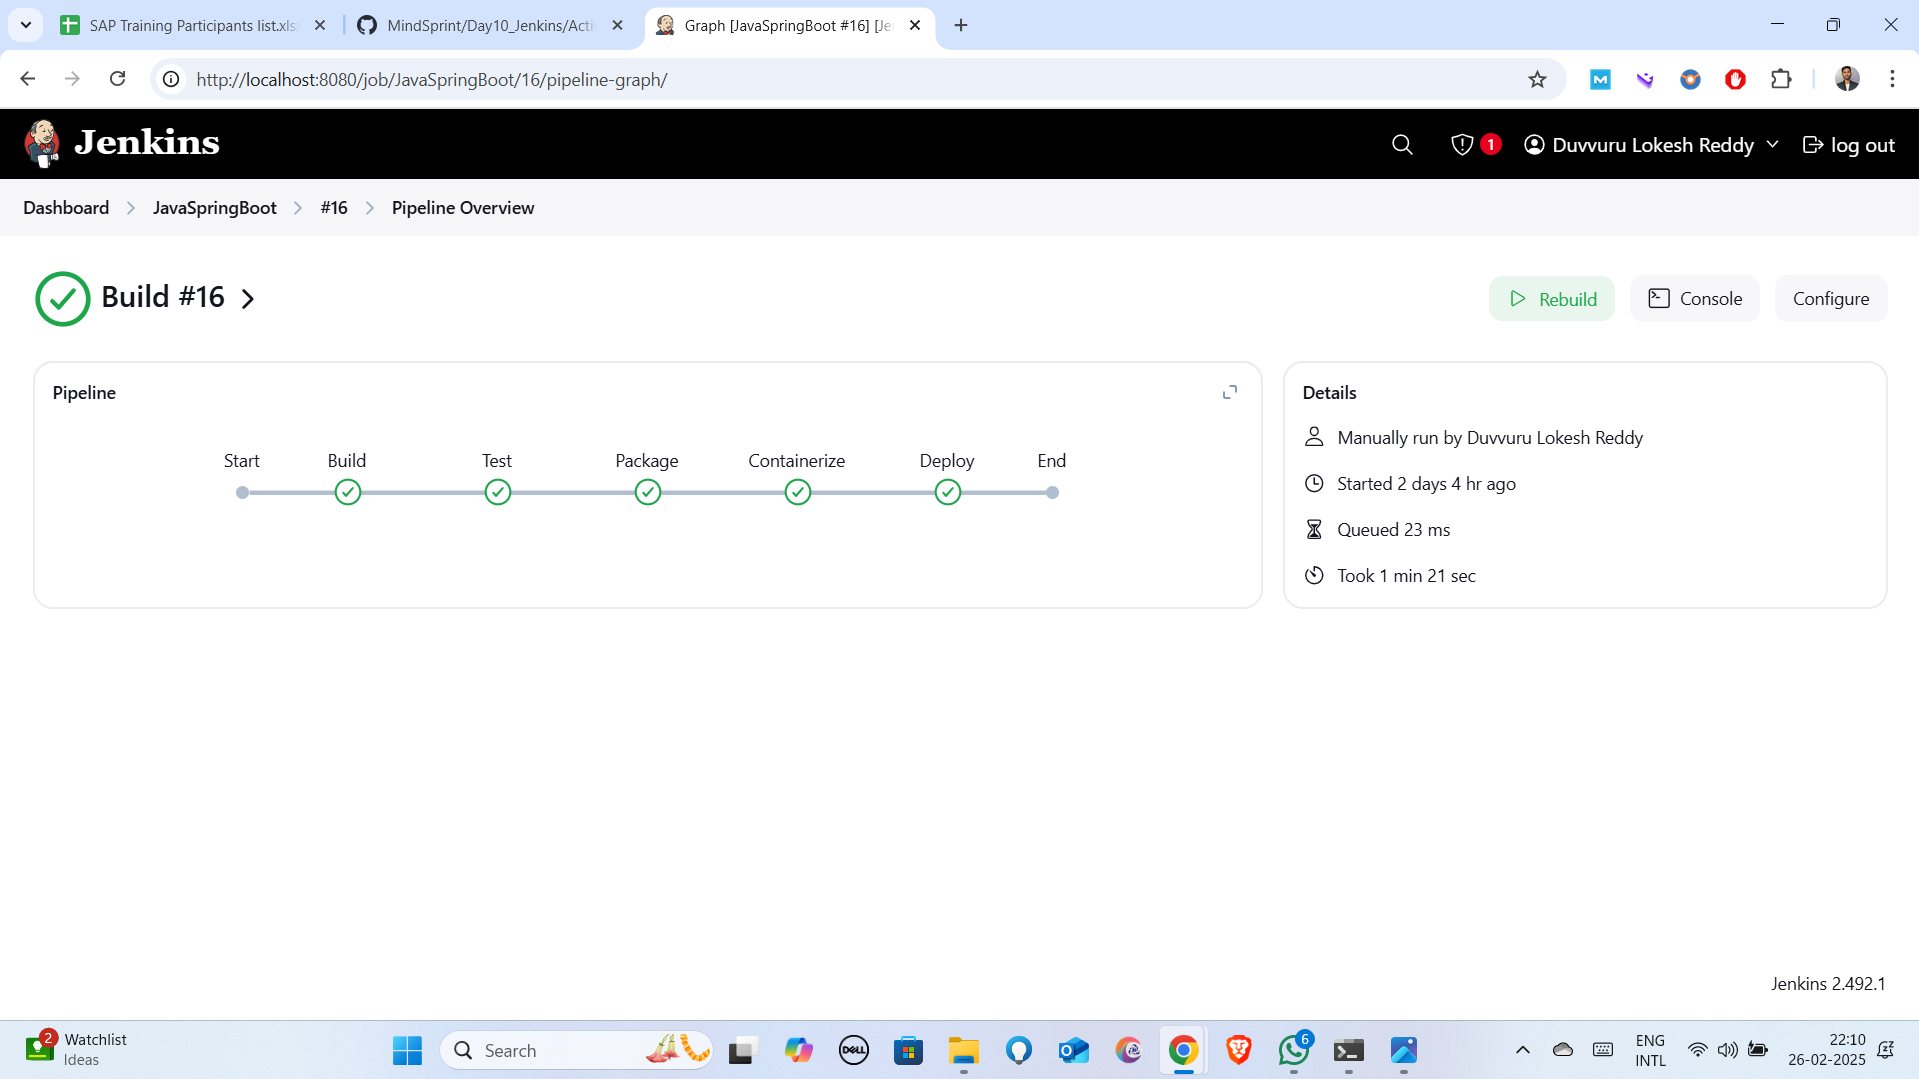 SAP Training Participants list.xlsx
MindSprint/Day10_Jenkins/Acti
Graph [JavaSpringBoot #16] [Je
http://localhost:8080/job/JavaSpringBoot/16/pipeline-graph/
Jenkins
1
Duvvuru Lokesh Reddy
log out
Dashboard
JavaSpringBoot
#16
Pipeline Overview
Build #16
Rebuild
Console
Configure
Pipeline
Start
Build
Test
Package
Containerize
Deploy
End
Details
Manually run by Duvvuru Lokesh Reddy
Started 2 days 4 hr ago
Queued 23 ms
Took 1 min 21 sec
Jenkins 2.492.1
2
Watchlist
Ideas
Search
DELL
6
ENG
INTL
22:10
26-02-2025